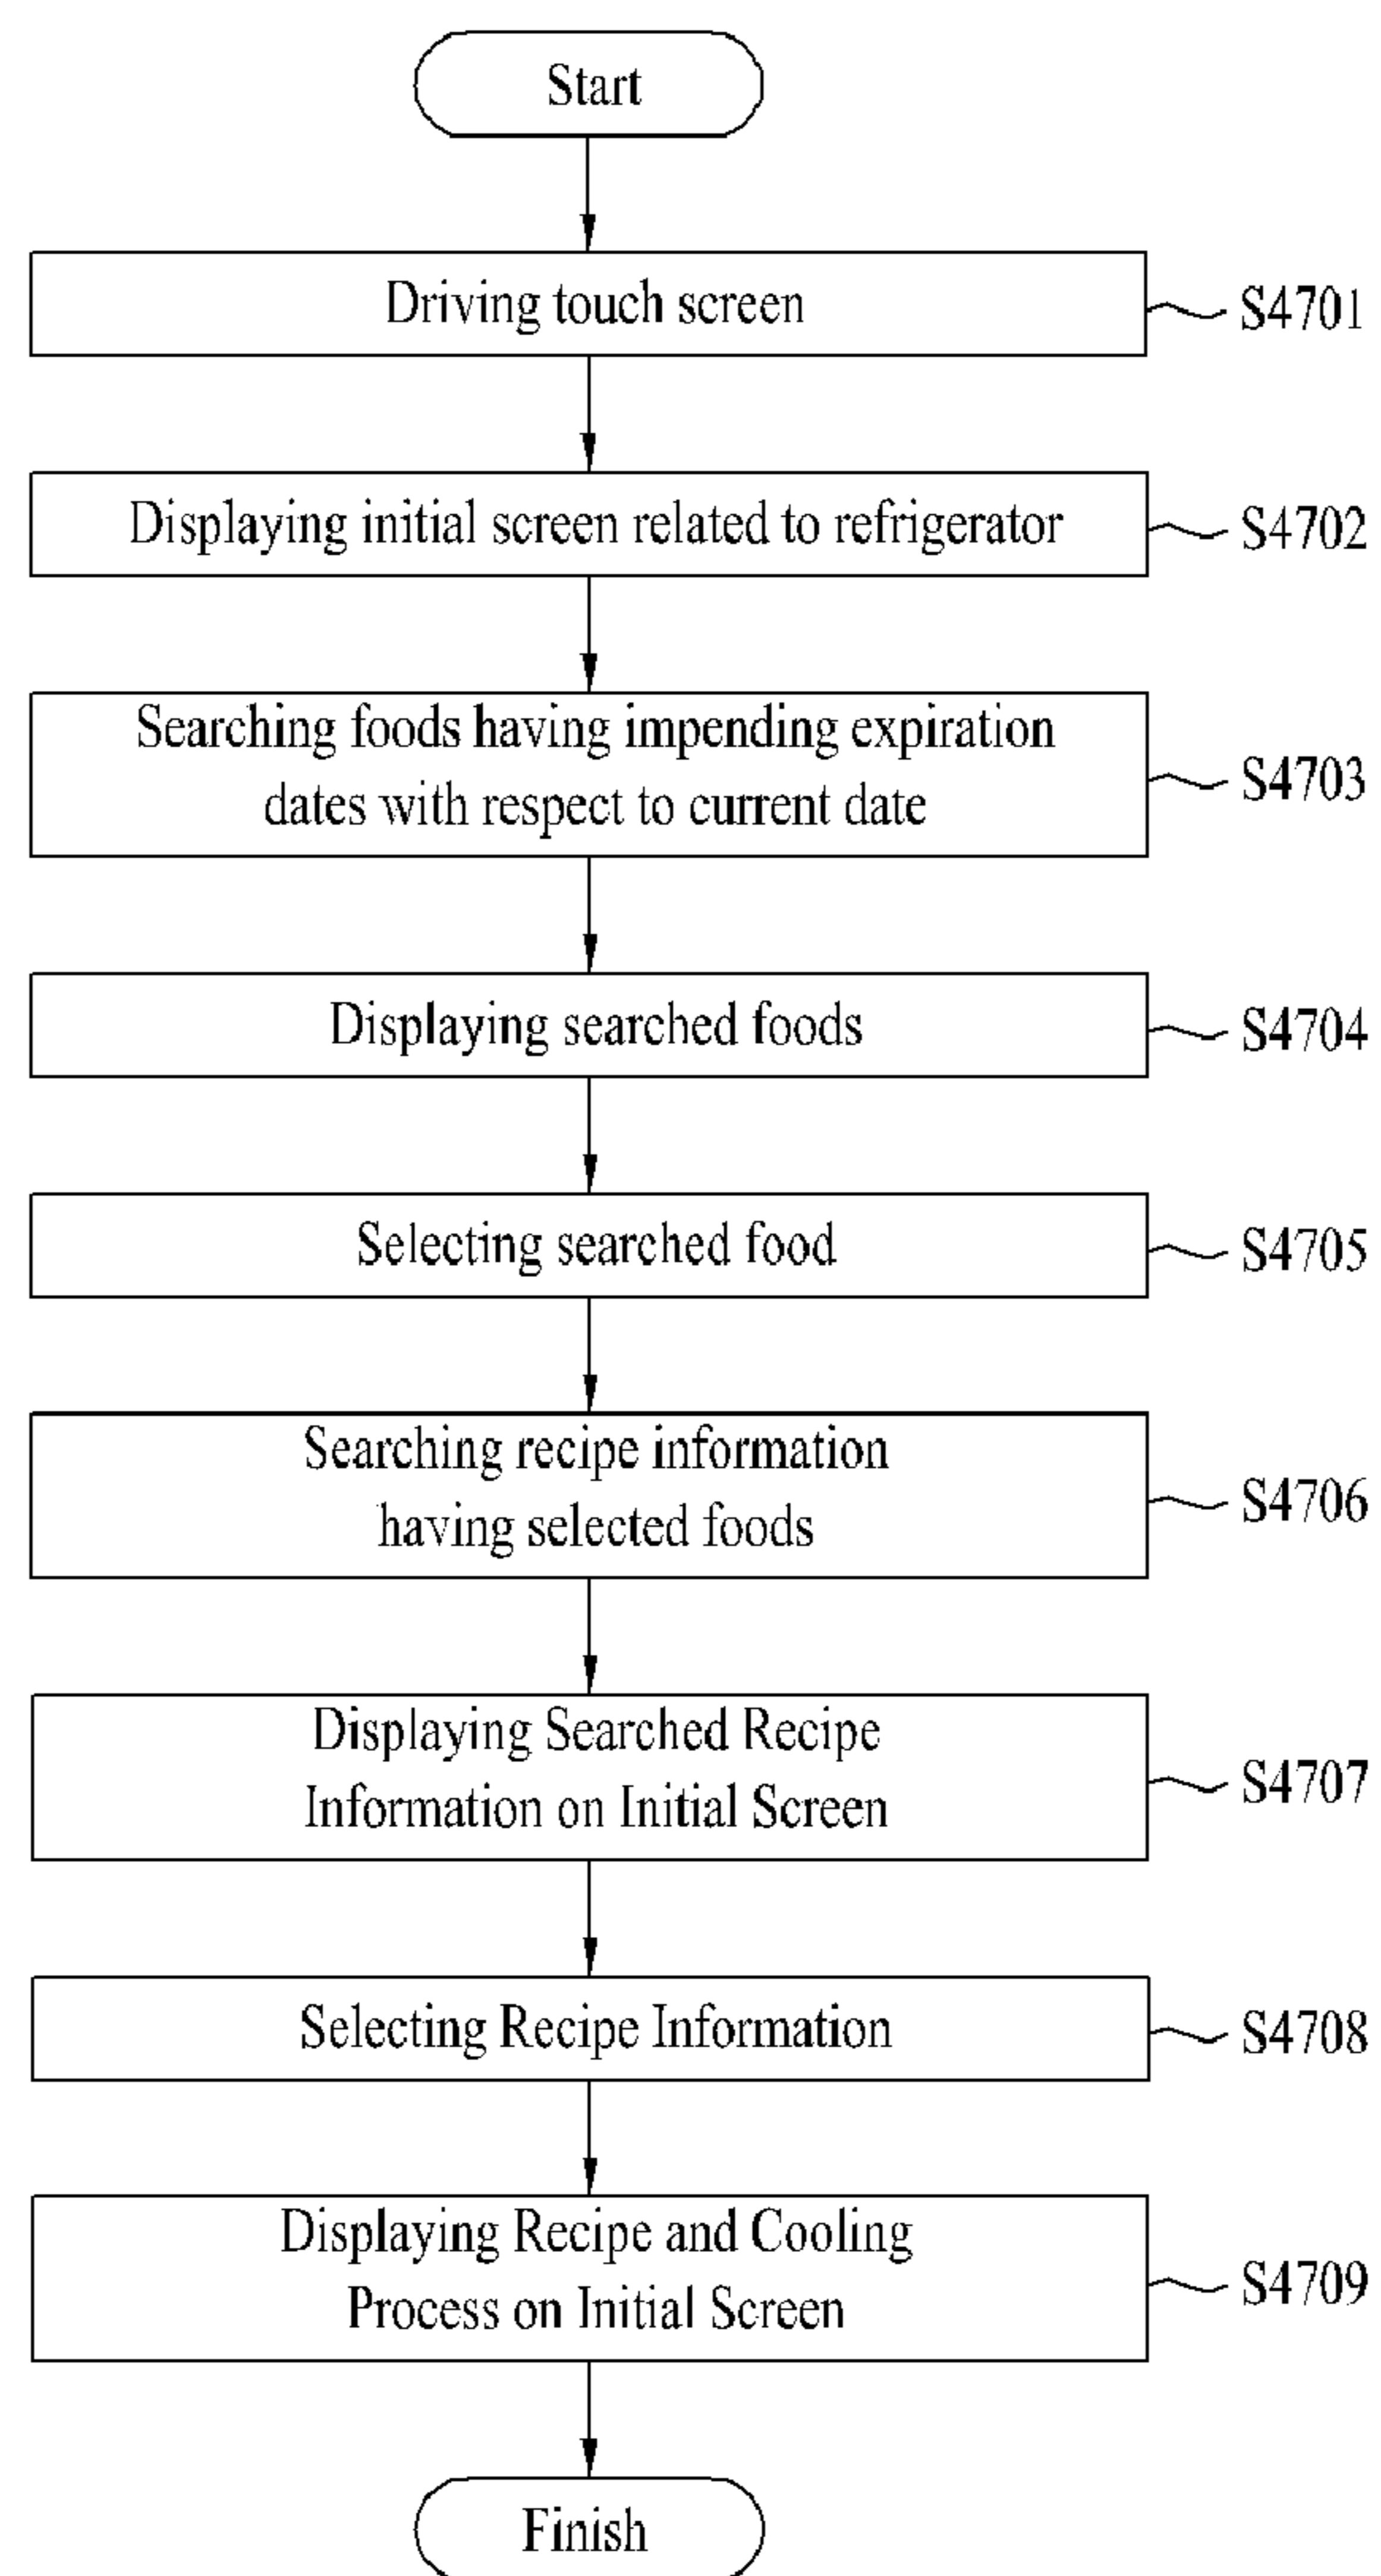 Start
Driving touch screen
S4701
Displaying initial screen related to refrigerator
S4702
Searching foods having impending expiration
dates with respect to current date
S4703
Displaying searched foods
S4704
Selecting searched food
S4705
Searching recipe information
having selected foods
S4706
Displaying Searched Recipe
Information on Initial Screen
S4707
Selecting Recipe Information
S4708
Displaying Recipe and Cooling
Process on Initial Screen
S4709
Finish